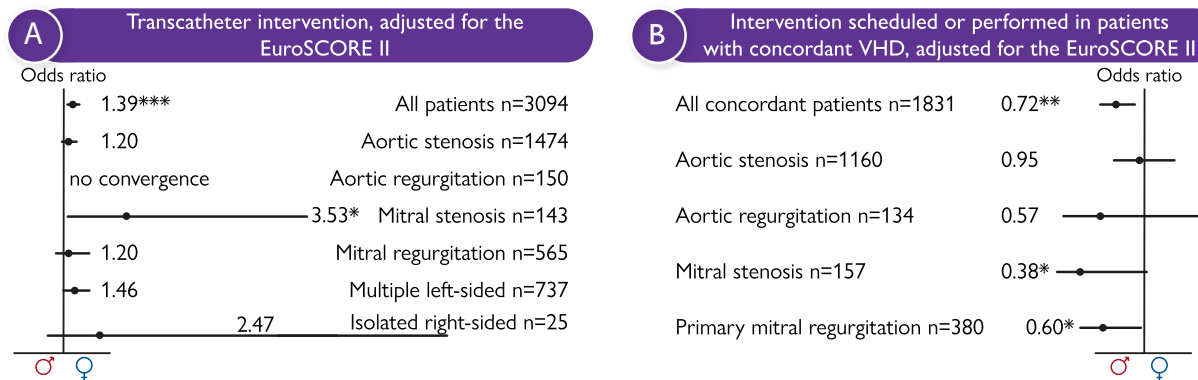 A
Transcatheter intervention, adjusted for the
EuroSCORE II
Odds ratio
1.39*** All patients n=3094
1.20 Aortic stenosis n=1474
no convergence Aortic regurgitation n=150
3.53* Mitral stenosis n=143
1.20 Mitral regurgitation n=565
1.46 Multiple left-sided n=737
2.47 Isolated right-sided n=25
♂ ♀
B
Intervention scheduled or performed in patients
with concordant VHD, adjusted for the EuroSCORE II
Odds ratio
All concordant patients n=1831 0.72**
Aortic stenosis n=1160 0.95
Aortic regurgitation n=134 0.57
Mitral stenosis n=157 0.38*
Primary mitral regurgitation n=380 0.60*
♂ ♀